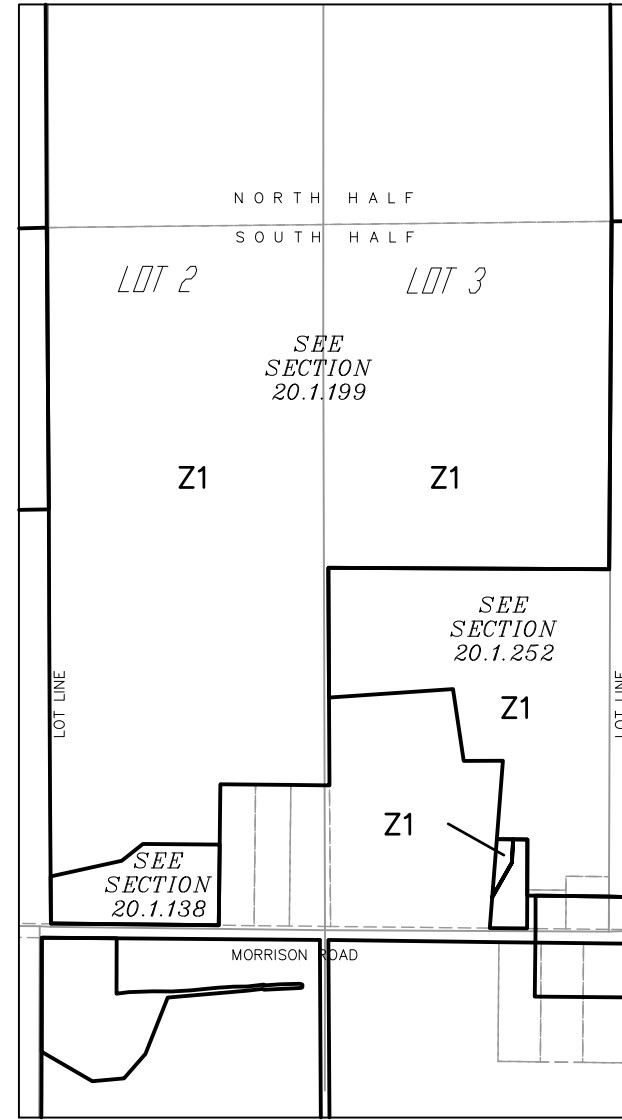 NORTH HALF
SOUTH HALF
LOT 2
LOT 3
SEE
SECTION
20.1.199
Z1
Z1
SEE
SECTION
20.1.252
LOT LINE
LOT LINE
Z1
Z1
SEE
SECTION
20.1.138
MORRISON ROAD